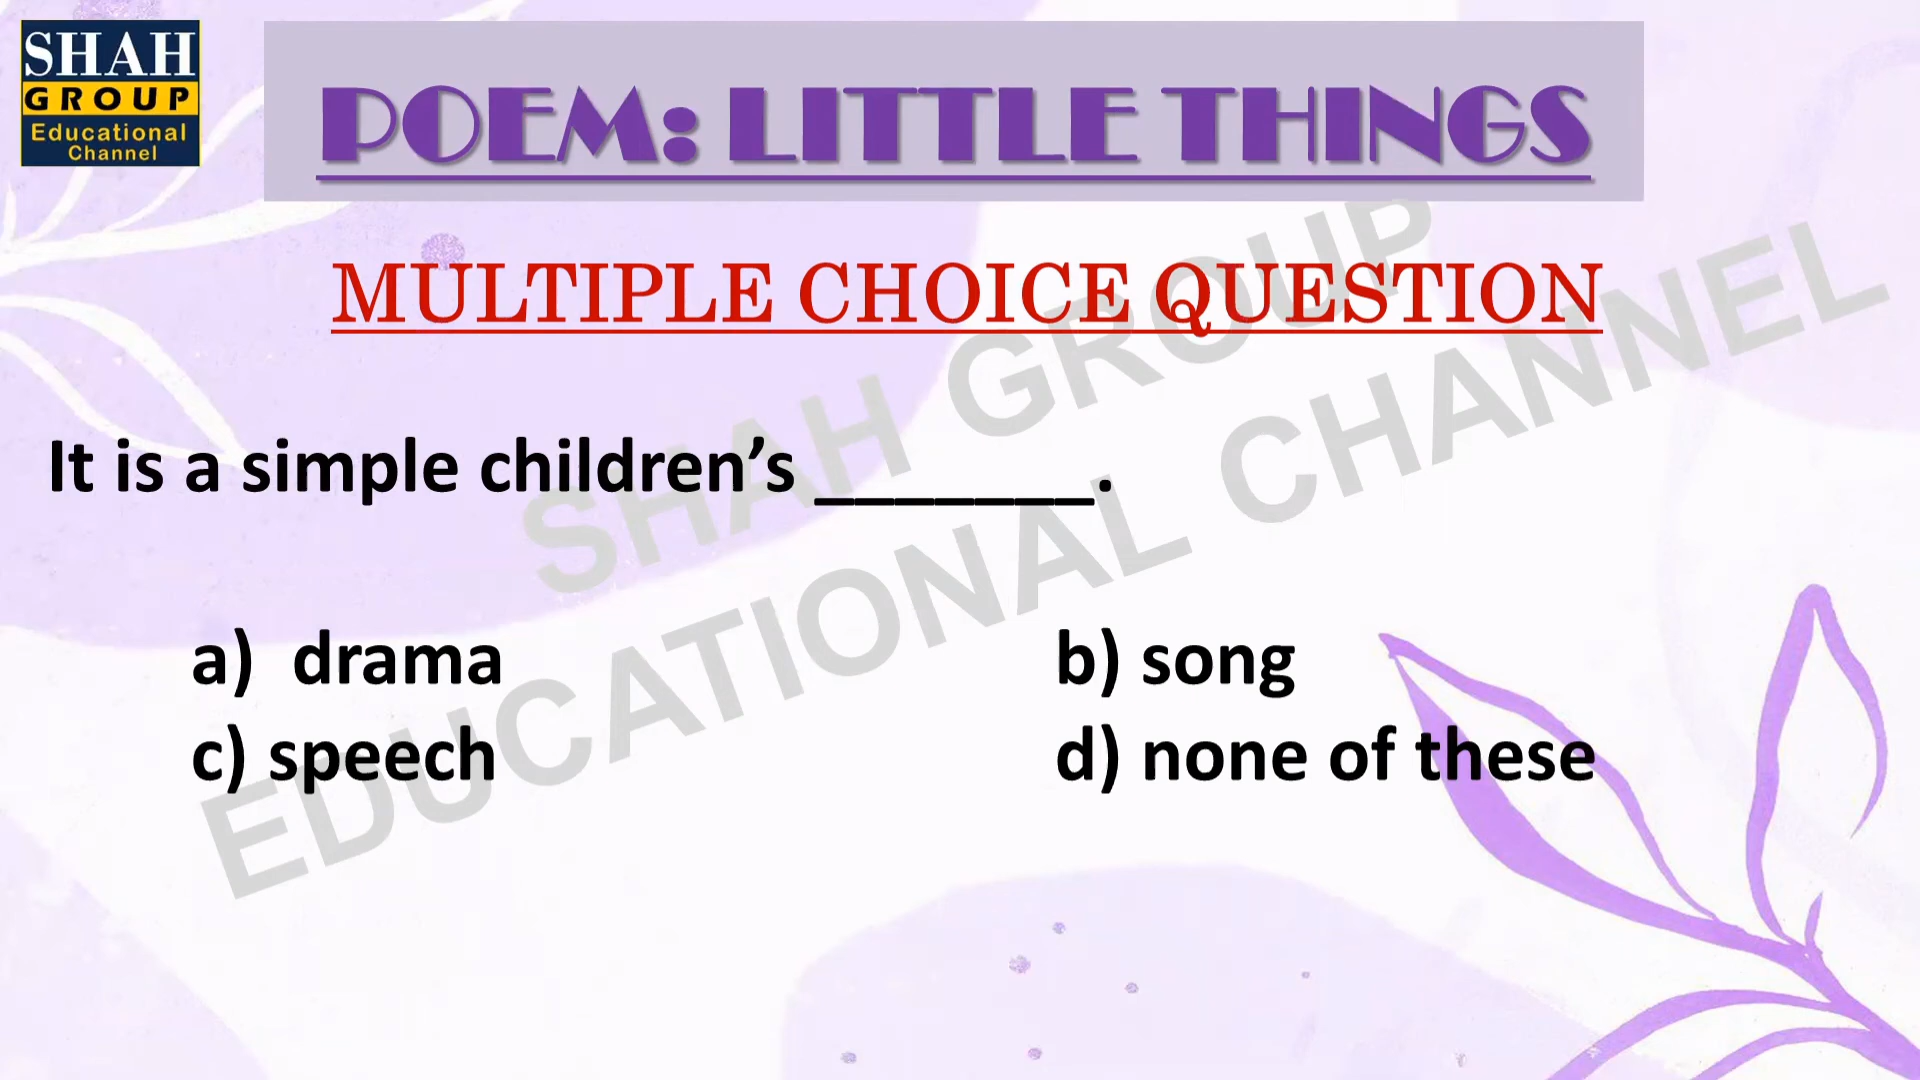 SHAH
GROUP
Educational
Channel
POEM: LITTLE THINGS
MULTIPLE CHOICE QUESTION
It is a simple children’s _______.
a) drama
b) song
c) speech
d) none of these
SHAH GROUP
EDUCATIONAL CHANNEL